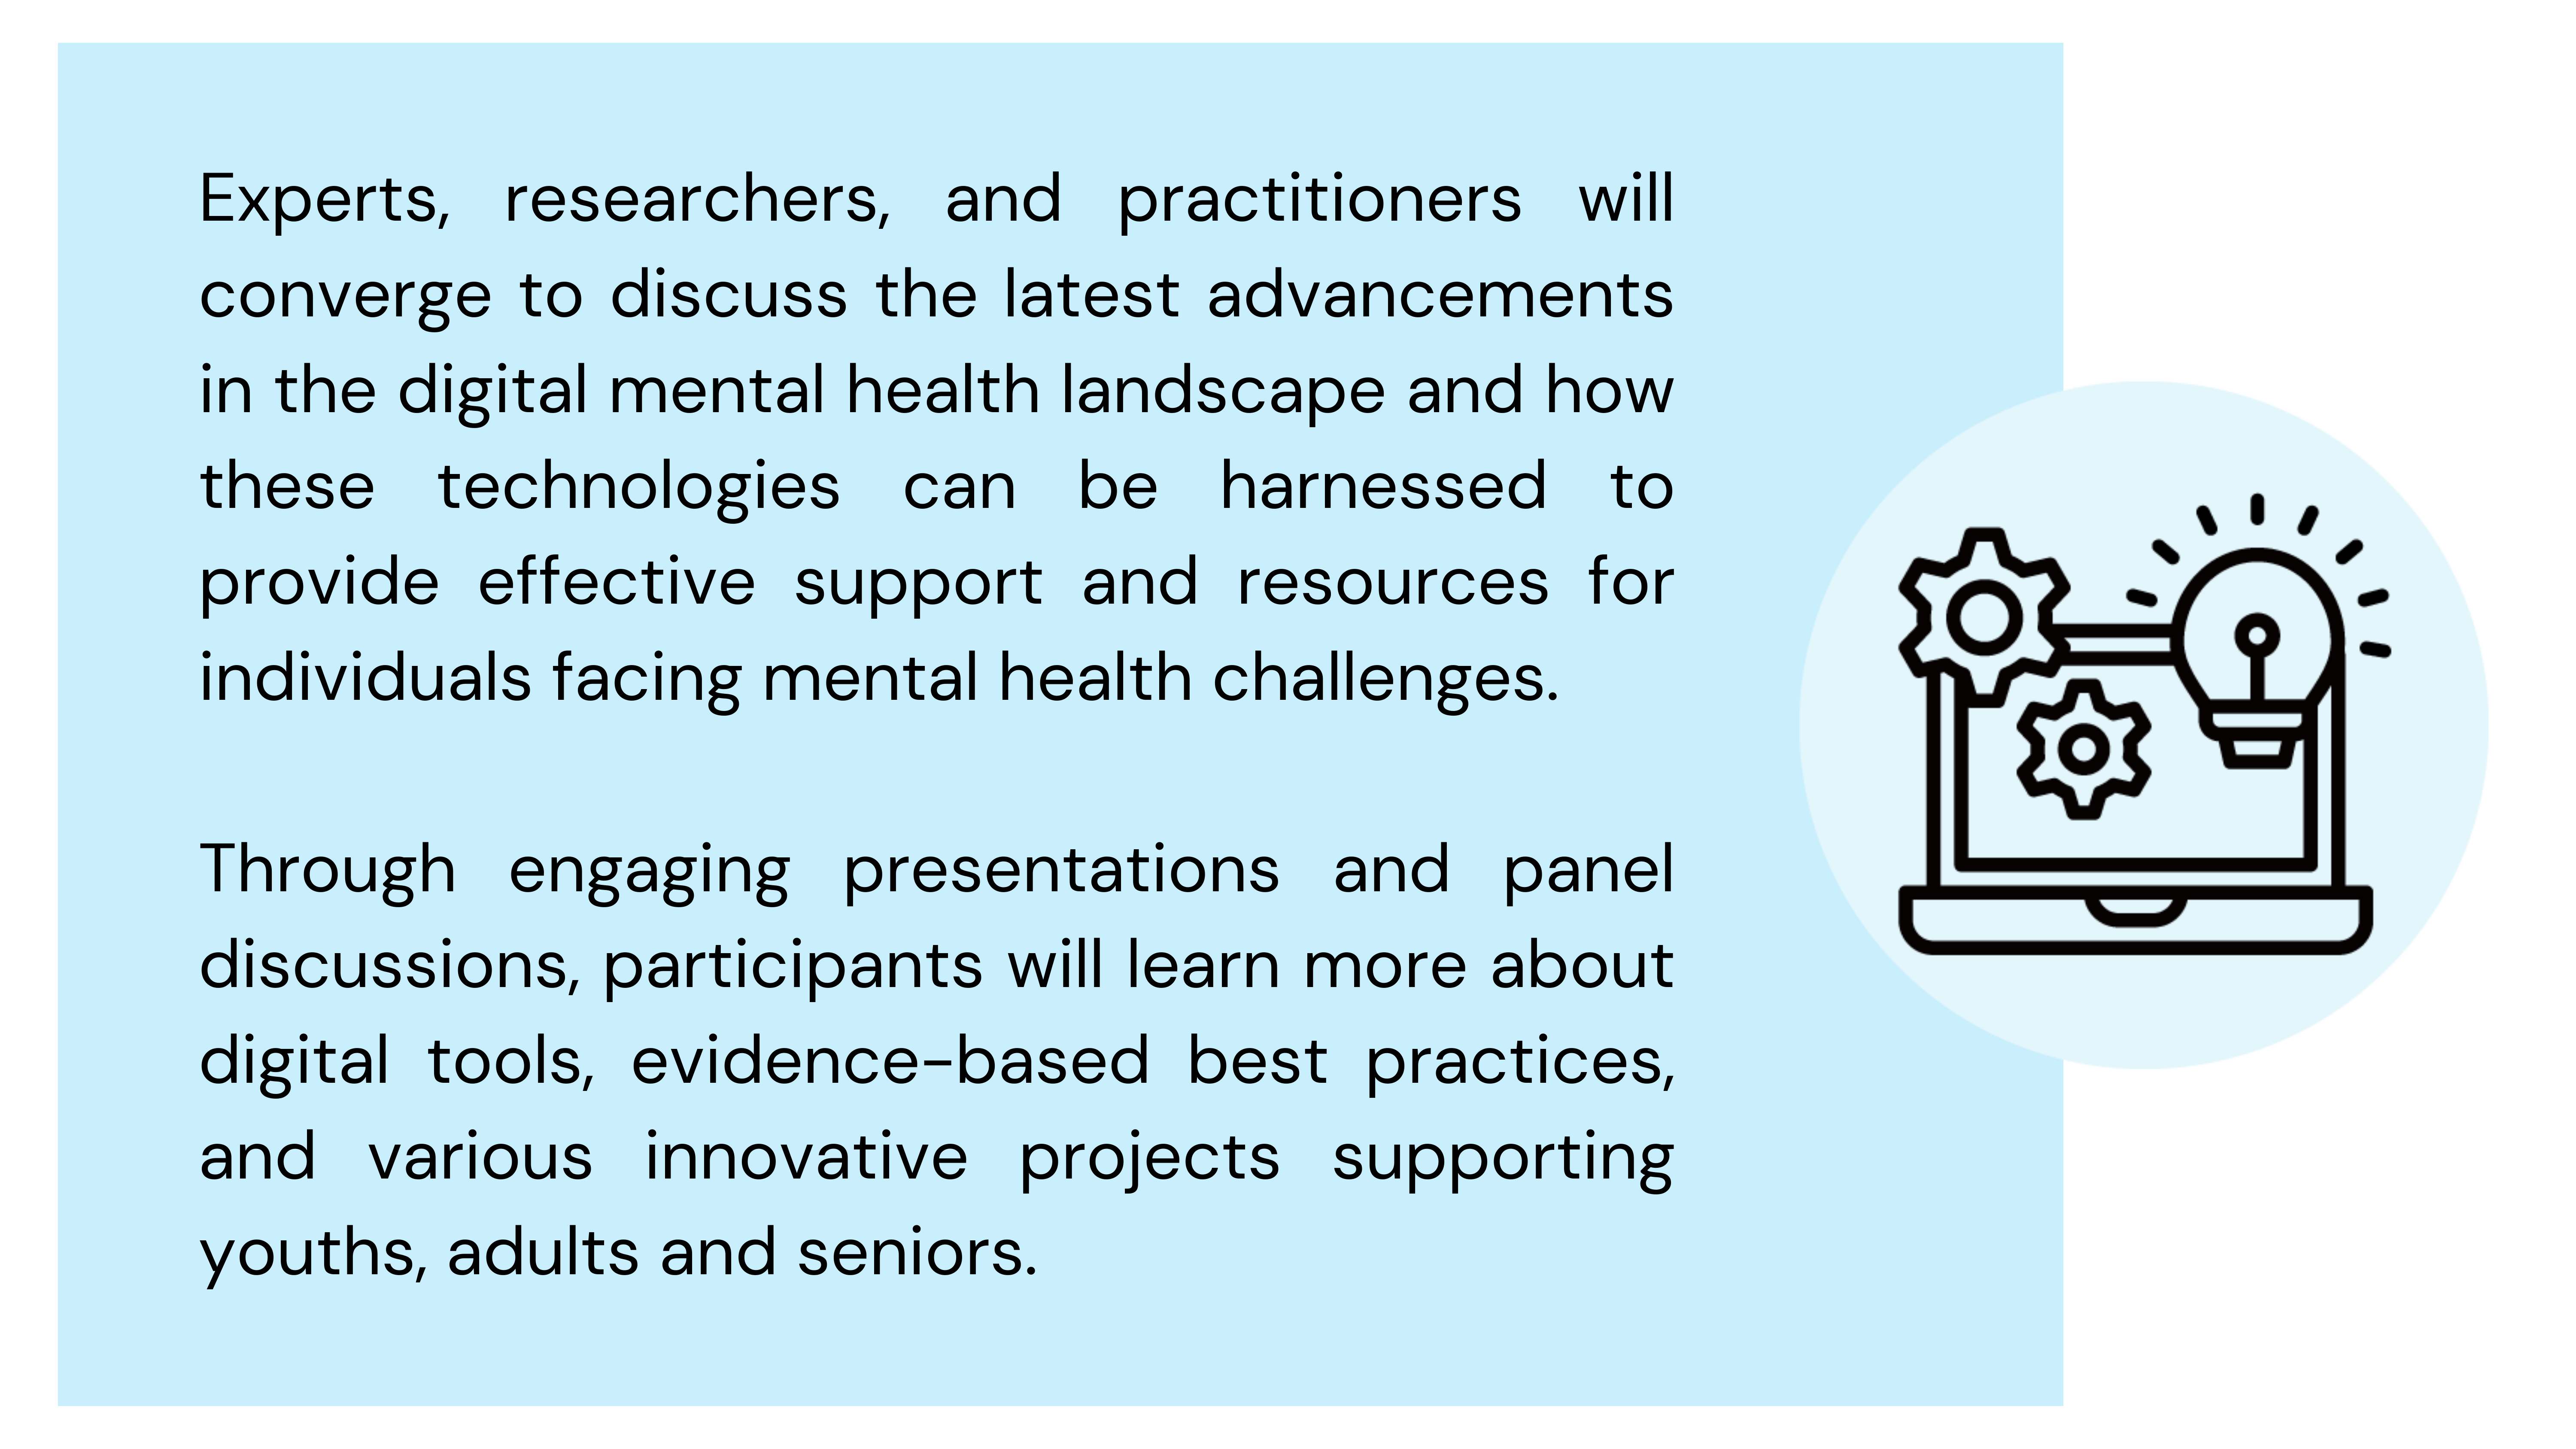 Experts, researchers, and practitioners will
converge to discuss the latest advancements
in the digital mental health landscape and how
these technologies can be harnessed to
provide effective support and resources for
individuals facing mental health challenges.
Through engaging presentations and panel
discussions, participants will learn more about
digital tools, evidence-based best practices,
and various innovative projects supporting
youths, adults and seniors.